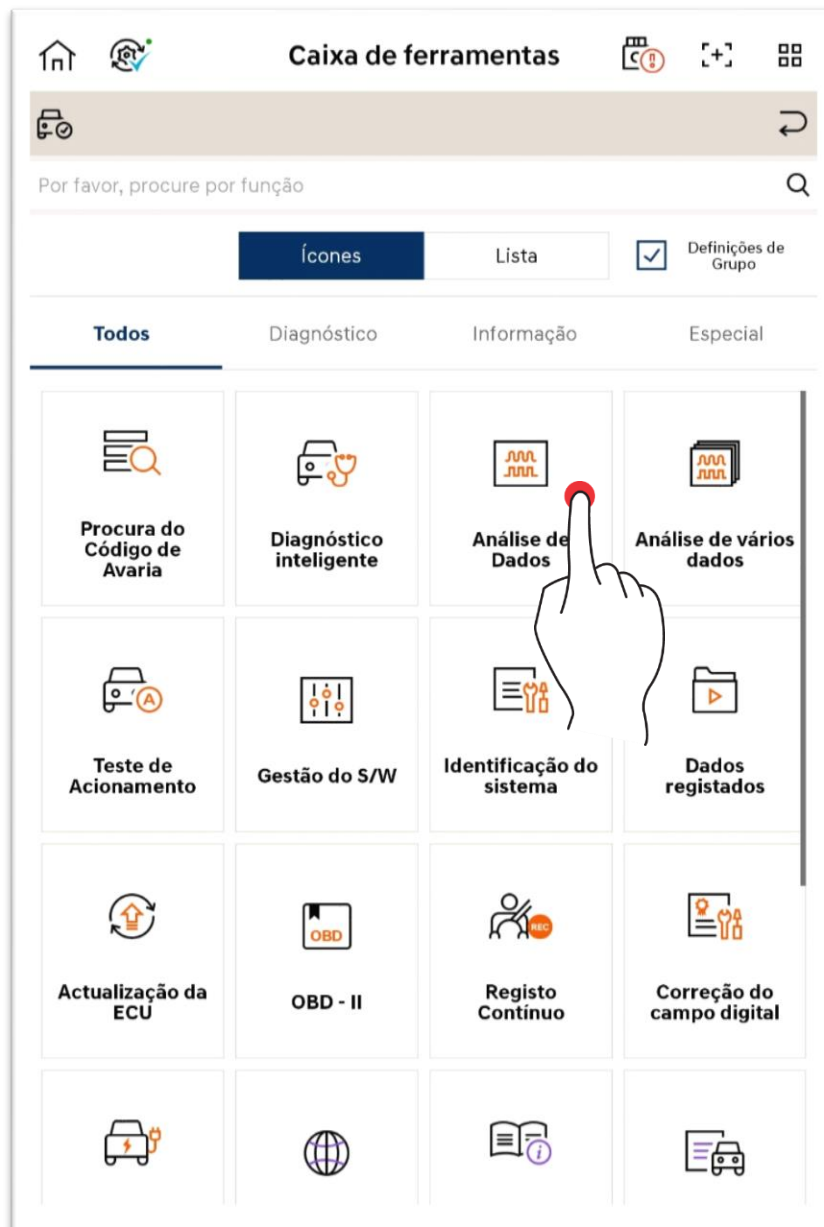 Caixa de ferramentas
Por favor, procure por função
Ícones
Lista
Definições de
Grupo
Todos
Diagnóstico
Informação
Especial
Procura do
Código de
Avaria
Diagnóstico
inteligente
Análise de
Dados
Análise de vários
dados
A
Teste de
Acionamento
Gestão do S/W
Identificação do
sistema
Dados
registados
Actualização da
ECU
OBD
OBD - II
REC
Registo
Contínuo
Correção do
campo digital